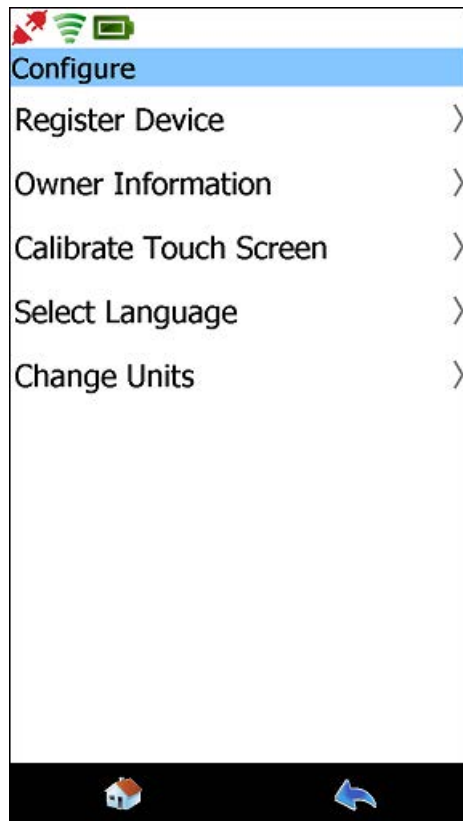 Configure
Register Device
Owner Information
Calibrate Touch Screen
Select Language
Change Units